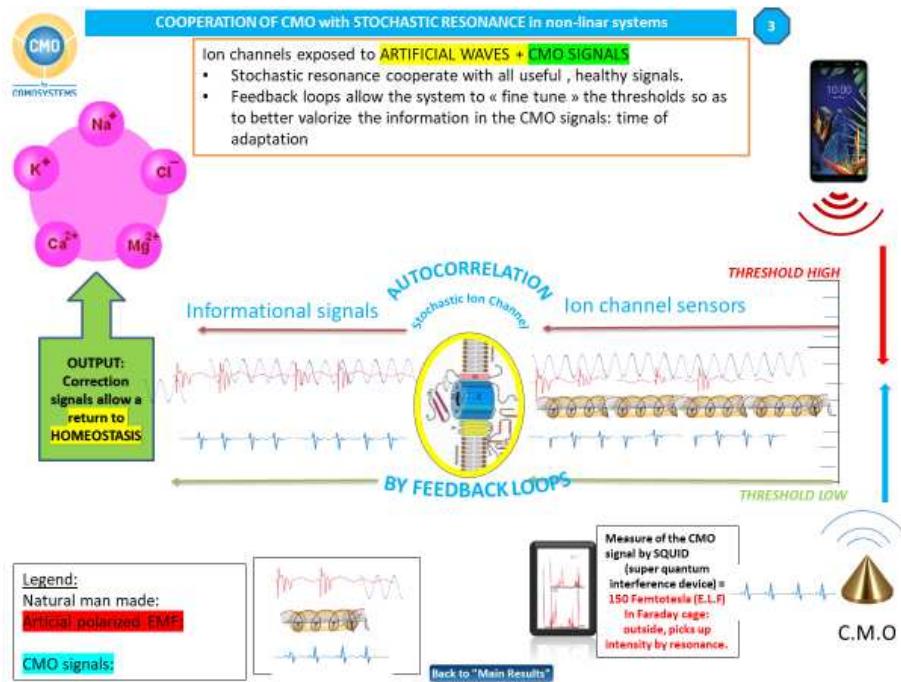 COOPERATION OF CMO with STOCHASTIC RESONANCE in non-linar systems
3
CMO
by
COMOSYSTEMS
Ion channels exposed to ARTIFICIAL WAVES + CMO SIGNALS
• Stochastic resonance cooperate with all useful , healthy signals.
• Feedback loops allow the system to « fine tune » the thresholds so as
to better valorize the information in the CMO signals: time of
adaptation
Na+
K+
Cl−
Ca2+
Mg2+
THRESHOLD HIGH
AUTOCORRELATION
Stochastic Ion Channel
Informational signals
Ion channel sensors
OUTPUT:
Correction
signals allow a
return to
HOMEOSTASIS
BY FEEDBACK LOOPS
THRESHOLD LOW
Measure of the CMO
signal by SQUID
(super quantum
interference device) =
150 Femtotesla (E.L.F)
In Faraday cage:
outside, picks up
intensity by resonance.
C.M.O
Legend:
Natural man made:
Articial polarized EMF:
CMO signals:
Back to "Main Results"